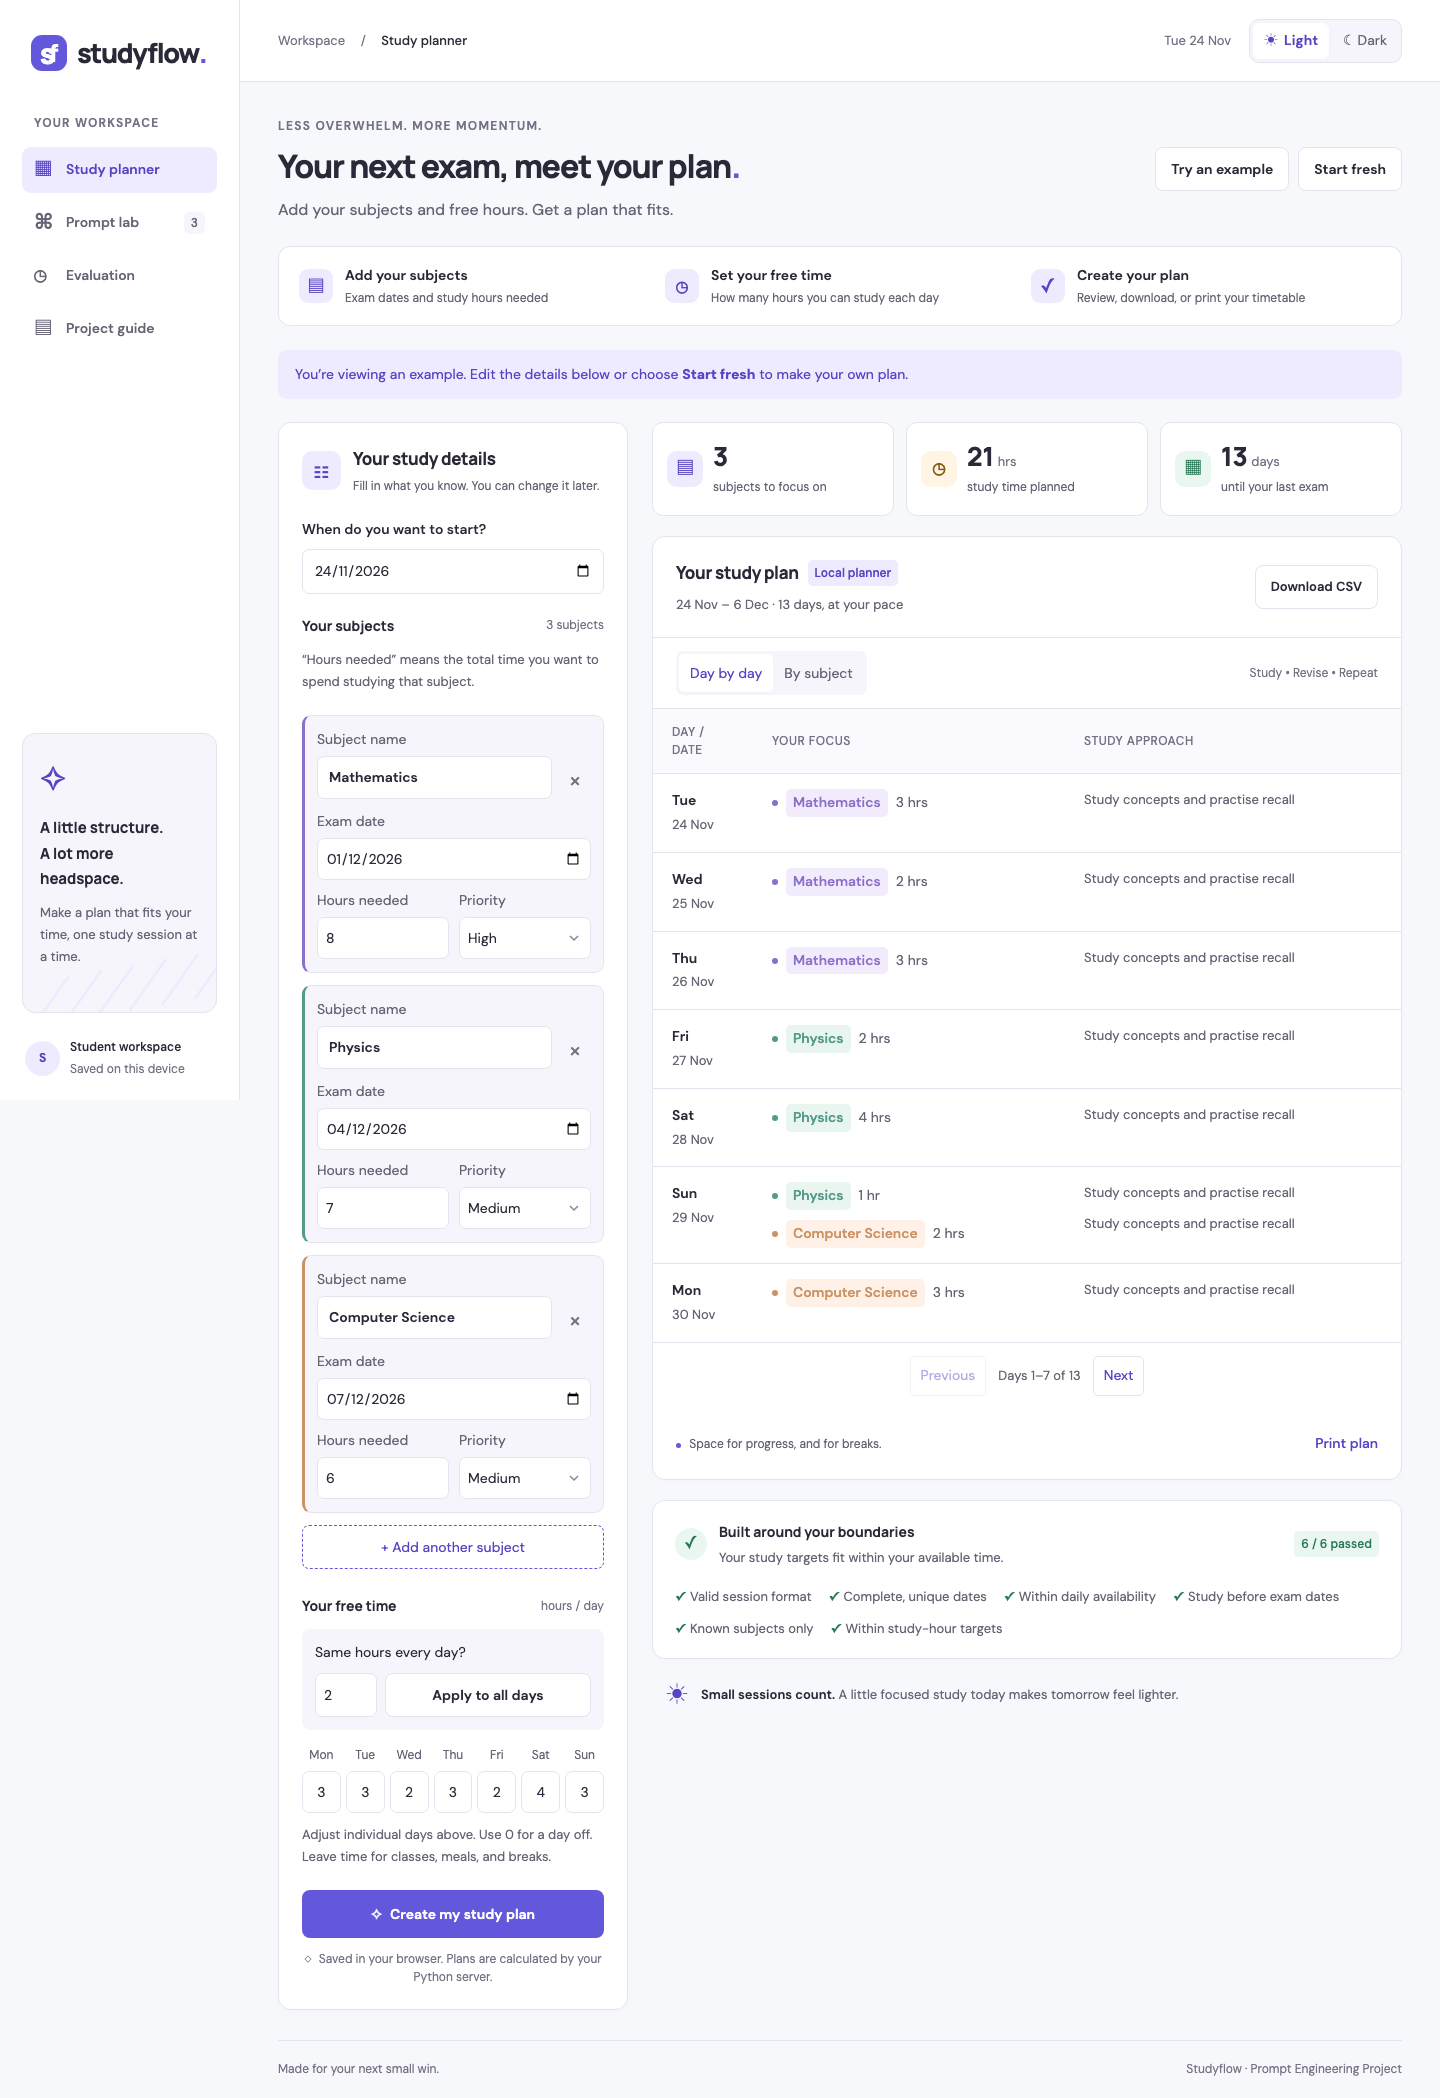 sf studyflow.
YOUR WORKSPACE
Study planner
Prompt lab 3
Evaluation
Project guide
A little structure.
A lot more
headspace.
Make a plan that fits your
time, one study session at
a time.
S
Student workspace
Saved on this device
Workspace / Study planner
Tue 24 Nov
Light
Dark
LESS OVERWHELM. MORE MOMENTUM.
Your next exam, meet your plan.
Add your subjects and free hours. Get a plan that fits.
Try an example
Start fresh
Add your subjects
Exam dates and study hours needed
Set your free time
How many hours you can study each day
Create your plan
Review, download, or print your timetable
You’re viewing an example. Edit the details below or choose Start fresh to make your own plan.
Your study details
Fill in what you know. You can change it later.
When do you want to start?
24/11/2026
Your subjects 3 subjects
“Hours needed” means the total time you want to
spend studying that subject.
Subject name
Mathematics ×
Exam date
01/12/2026
Hours needed Priority
8 High
Subject name
Physics ×
Exam date
04/12/2026
Hours needed Priority
7 Medium
Subject name
Computer Science ×
Exam date
07/12/2026
Hours needed Priority
6 Medium
+ Add another subject
Your free time hours / day
Same hours every day?
2 Apply to all days
Mon Tue Wed Thu Fri Sat Sun
3 3 2 3 2 4 3
Adjust individual days above. Use 0 for a day off.
Leave time for classes, meals, and breaks.
✧ Create my study plan
◇ Saved in your browser. Plans are calculated by your
Python server.
3
subjects to focus on
21 hrs
study time planned
13 days
until your last exam
Your study plan Local planner
24 Nov – 6 Dec · 13 days, at your pace
Download CSV
Day by day By subject
Study • Revise • Repeat
DAY /
DATE
YOUR FOCUS
STUDY APPROACH
Tue
24 Nov
Mathematics 3 hrs
Study concepts and practise recall
Wed
25 Nov
Mathematics 2 hrs
Study concepts and practise recall
Thu
26 Nov
Mathematics 3 hrs
Study concepts and practise recall
Fri
27 Nov
Physics 2 hrs
Study concepts and practise recall
Sat
28 Nov
Physics 4 hrs
Study concepts and practise recall
Sun
29 Nov
Physics 1 hr
Study concepts and practise recall
Computer Science 2 hrs
Study concepts and practise recall
Mon
30 Nov
Computer Science 3 hrs
Study concepts and practise recall
Previous Days 1–7 of 13 Next
Space for progress, and for breaks.
Print plan
✓ Built around your boundaries
Your study targets fit within your available time.
6 / 6 passed
✓ Valid session format ✓ Complete, unique dates ✓ Within daily availability ✓ Study before exam dates
✓ Known subjects only ✓ Within study-hour targets
Small sessions count. A little focused study today makes tomorrow feel lighter.
Made for your next small win.
Studyflow · Prompt Engineering Project